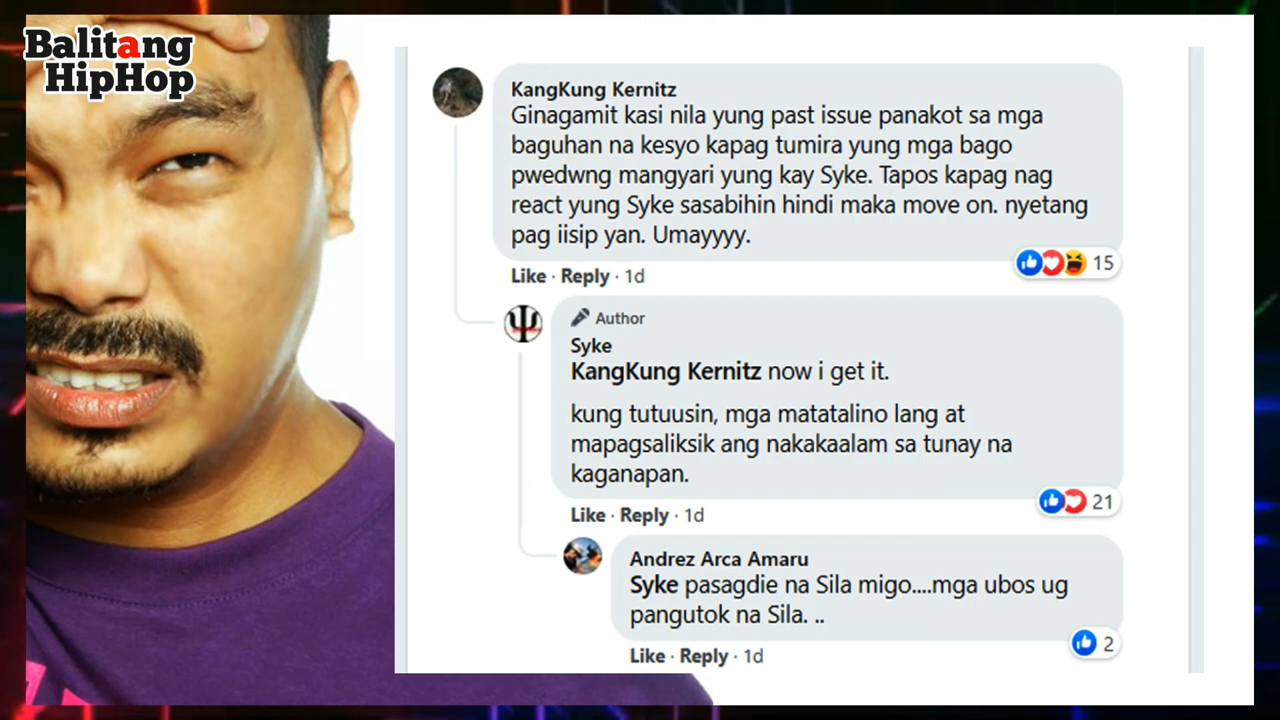 Balitang
HipHop
KangKung Kernitz
Ginagamit kasi nila yung past issue panakot sa mga
baguhan na kesyo kapag tumira yung mga bago
pwedwng mangyari yung kay Syke. Tapos kapag nag
react yung Syke sasabihin hindi maka move on. nyetang
pag iisip yan. Umayyyy.
15
Like · Reply · 1d
Author
Syke
KangKung Kernitz now i get it.
kung tutuusin, mga matatalino lang at
mapagsaliksik ang nakakaalam sa tunay na
kaganapan.
21
Like · Reply · 1d
Andrez Arca Amaru
Syke pasagdie na Sila migo....mga ubos ug
pangutok na Sila. ..
2
Like · Reply · 1d